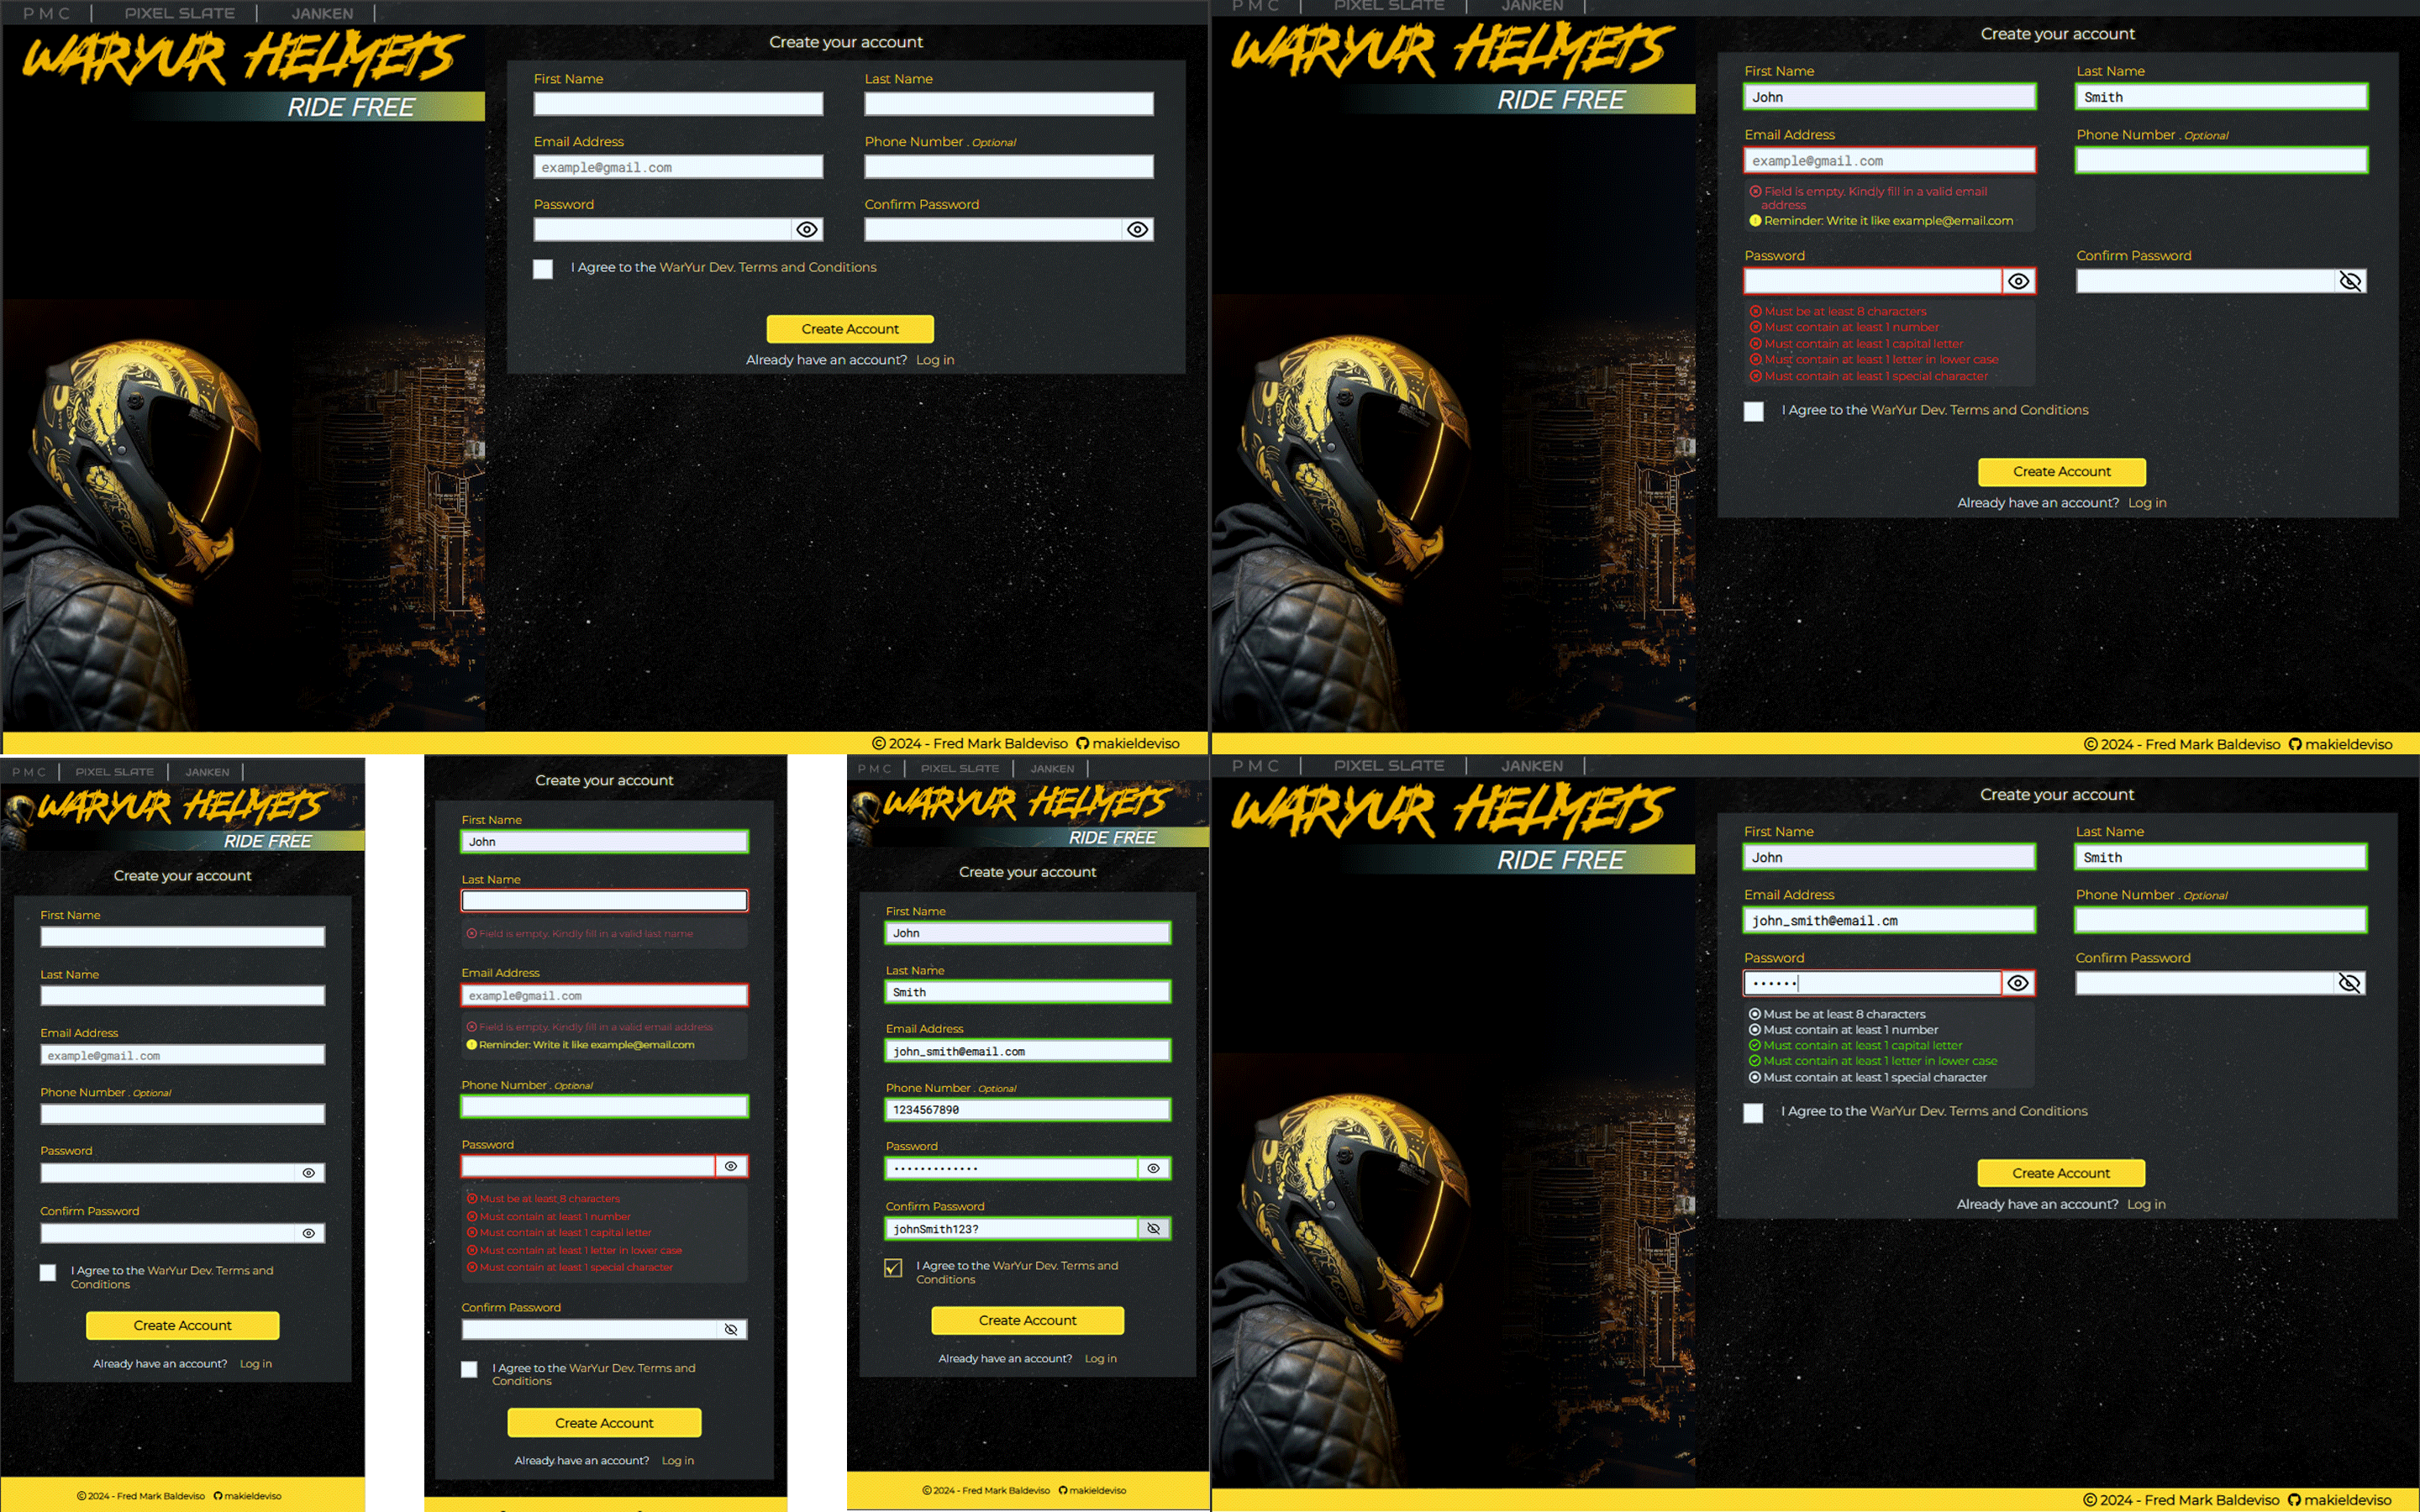 PMC | PIXEL SLATE | JANKEN |
WARYUR HELMETS
RIDE FREE
Create your account
First Name
Last Name
Email Address
Phone Number . Optional
example@gmail.com
Password
Confirm Password
I Agree to the WarYur Dev. Terms and Conditions
Create Account
Already have an account? Log in
© 2024 - Fred Mark Baldeviso makieldeviso
PMC | PIXEL SLATE | JANKEN |
WARYUR HELMETS
RIDE FREE
Create your account
First Name
Last Name
John
Smith
Email Address
Phone Number . Optional
example@gmail.com
Field is empty. Kindly fill in a valid email
address
Reminder: Write it like example@email.com
Password
Confirm Password
Must be at least 8 characters
Must contain at least 1 number
Must contain at least 1 capital letter
Must contain at least 1 letter in lower case
Must contain at least 1 special character
I Agree to the WarYur Dev. Terms and Conditions
Create Account
Already have an account? Log in
© 2024 - Fred Mark Baldeviso makieldeviso
PMC | PIXEL SLATE | JANKEN |
WARYUR HELMETS
RIDE FREE
Create your account
First Name
Last Name
Email Address
example@gmail.com
Phone Number . Optional
Password
Confirm Password
I Agree to the WarYur Dev. Terms and
Conditions
Create Account
Already have an account? Log in
© 2024 - Fred Mark Baldeviso makieldeviso
Create your account
First Name
John
Last Name
Field is empty. Kindly fill in a valid last name
Email Address
example@gmail.com
Field is empty. Kindly fill in a valid email address
Reminder: Write it like example@email.com
Phone Number . Optional
Password
Must be at least 8 characters
Must contain at least 1 number
Must contain at least 1 capital letter
Must contain at least 1 letter in lower case
Must contain at least 1 special character
Confirm Password
I Agree to the WarYur Dev. Terms and
Conditions
Create Account
Already have an account? Log in
PMC | PIXEL SLATE | JANKEN |
WARYUR HELMETS
RIDE FREE
Create your account
First Name
John
Last Name
Smith
Email Address
john_smith@email.com
Phone Number . Optional
1234567890
Password
Confirm Password
johnSmith123?
I Agree to the WarYur Dev. Terms and
Conditions
Create Account
Already have an account? Log in
© 2024 - Fred Mark Baldeviso makieldeviso
PMC | PIXEL SLATE | JANKEN |
WARYUR HELMETS
RIDE FREE
Create your account
First Name
Last Name
John
Smith
Email Address
Phone Number . Optional
john_smith@email.cm
Password
Confirm Password
Must be at least 8 characters
Must contain at least 1 number
Must contain at least 1 capital letter
Must contain at least 1 letter in lower case
Must contain at least 1 special character
I Agree to the WarYur Dev. Terms and Conditions
Create Account
Already have an account? Log in
© 2024 - Fred Mark Baldeviso makieldeviso